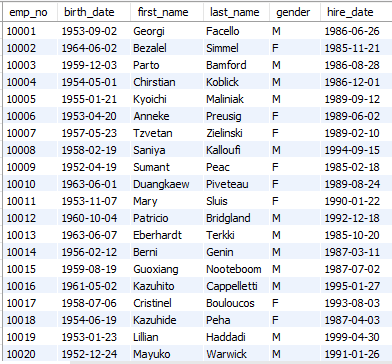 emp_no birth_date first_name last_name gender hire_date
10001 1953-09-02 Georgi Facello M 1986-06-26
10002 1964-06-02 Bezalel Simmel F 1985-11-21
10003 1959-12-03 Parto Bamford M 1986-08-28
10004 1954-05-01 Chirstian Koblick M 1986-12-01
10005 1955-01-21 Kyoichi Maliniak M 1989-09-12
10006 1953-04-20 Anneke Preusig F 1989-06-02
10007 1957-05-23 Tzvetan Zielinski F 1989-02-10
10008 1958-02-19 Saniya Kalloufi M 1994-09-15
10009 1952-04-19 Sumant Peac F 1985-02-18
10010 1963-06-01 Duangkaew Piveteau F 1989-08-24
10011 1953-11-07 Mary Sluis F 1990-01-22
10012 1960-10-04 Patricio Bridgland M 1992-12-18
10013 1963-06-07 Eberhardt Terkki M 1985-10-20
10014 1956-02-12 Berni Genin M 1987-03-11
10015 1959-08-19 Guoxiang Nooteboom M 1987-07-02
10016 1961-05-02 Kazuhito Cappelletti M 1995-01-27
10017 1958-07-06 Cristinel Bouloucos F 1993-08-03
10018 1954-06-19 Kazuhide Peha F 1987-04-03
10019 1953-01-23 Lillian Haddadi M 1999-04-30
10020 1952-12-24 Mayuko Warwick M 1991-01-26